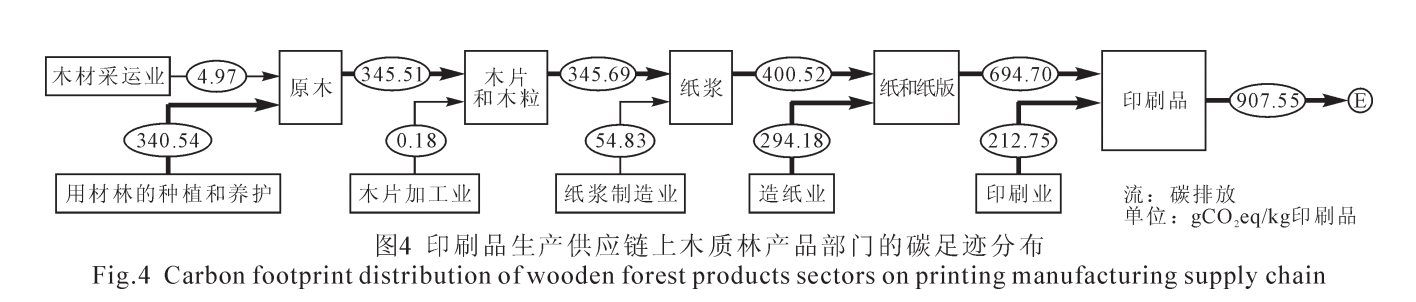 木材采运业
4.97
原木
345.51
木片
和木粒
345.69
纸浆
400.52
纸和纸版
694.70
印刷品
907.55
E
340.54
0.18
54.83
294.18
212.75
用材林的种植和养护
木片加工业
纸浆制造业
造纸业
印刷业
流：碳排放
单位：gCO₂eq/kg印刷品
图4 印刷品生产供应链上木质林产品部门的碳足迹分布
Fig.4 Carbon footprint distribution of wooden forest products sectors on printing manufacturing supply chain